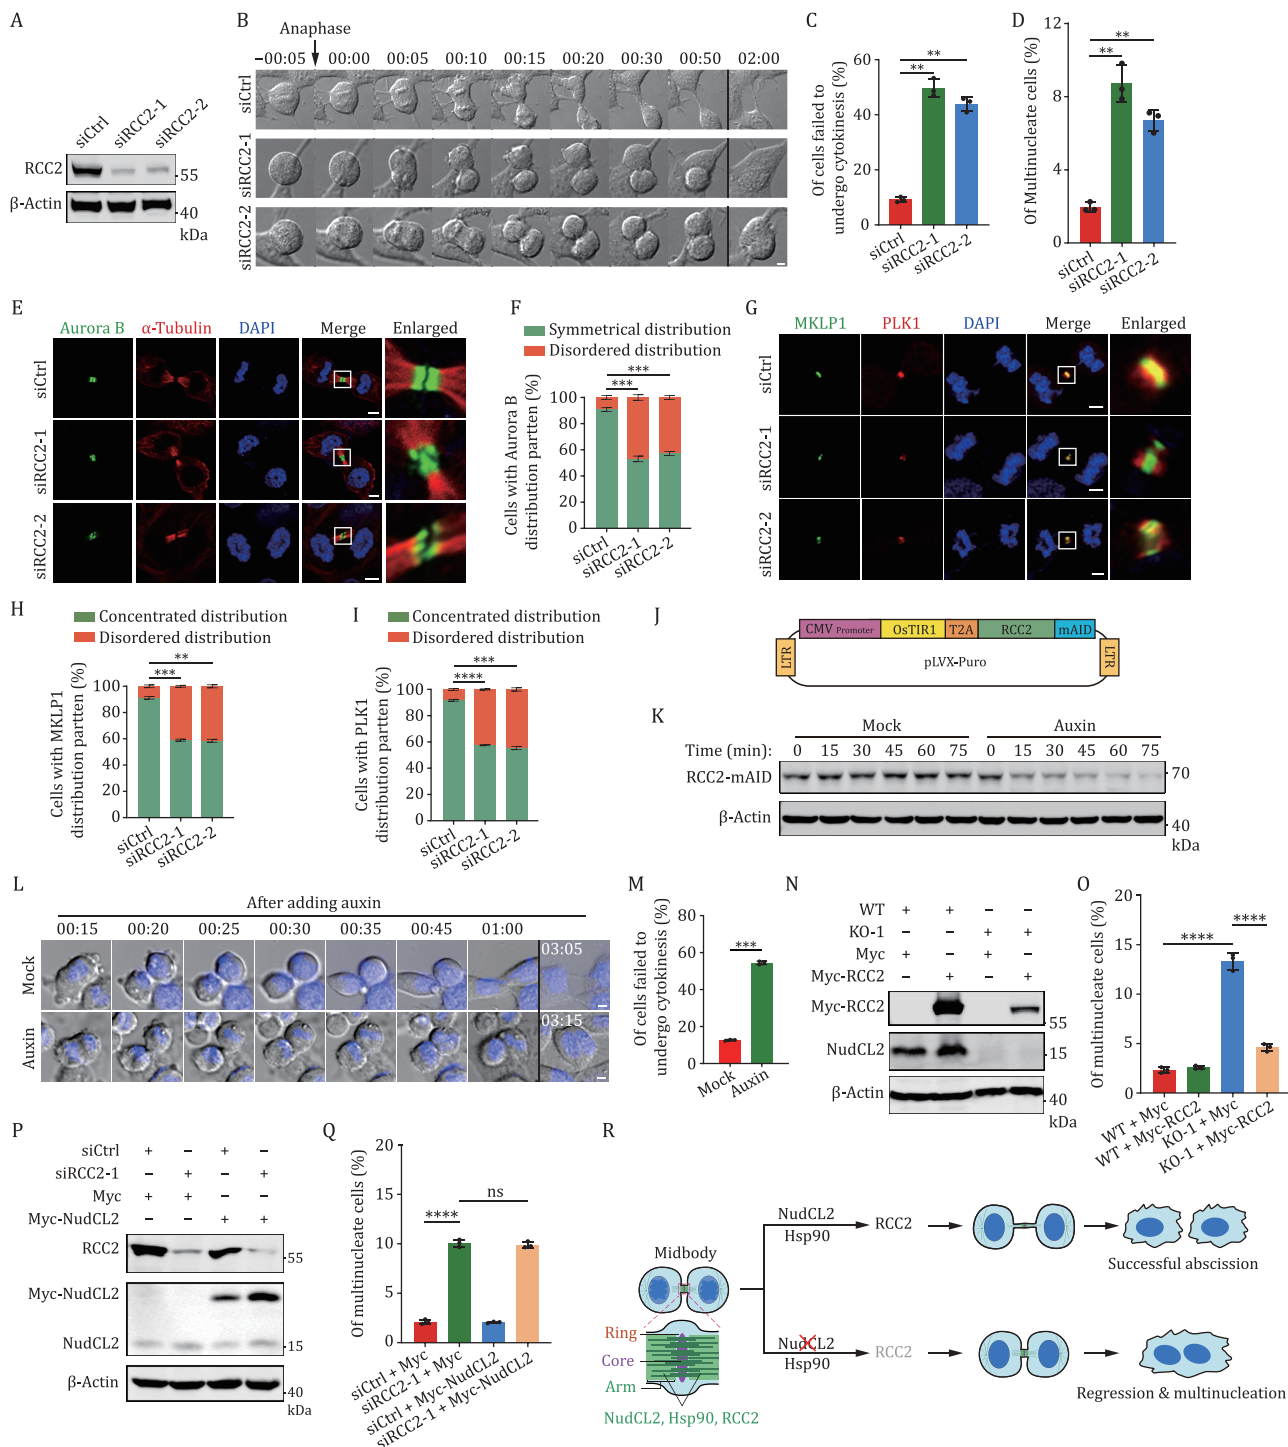 A
siCtrl
siRCC2-1
siRCC2-2
RCC2
55
β-Actin
40
kDa
B
Anaphase
−00:05 00:00 00:05 00:10 00:15 00:20 00:30 00:50 02:00
siCtrl
siRCC2-1
siRCC2-2
C
Of cells failed to
undergo cytokinesis (%)
60
40
20
0
**
**
siCtrl
siRCC2-1
siRCC2-2
D
Of Multinucleate cells (%)
12
8
4
0
**
**
siCtrl
siRCC2-1
siRCC2-2
E
Aurora B α-Tubulin DAPI Merge Enlarged
siCtrl
siRCC2-1
siRCC2-2
F
Symmetrical distribution
Disordered distribution
Cells with Aurora B
distribution partten (%)
100
80
60
40
20
0
***
***
siCtrl
siRCC2-1
siRCC2-2
G
MKLP1 PLK1 DAPI Merge Enlarged
siCtrl
siRCC2-1
siRCC2-2
H
Concentrated distribution
Disordered distribution
Cells with MKLP1
distribution partten (%)
100
80
60
40
20
0
**
***
siCtrl
siRCC2-1
siRCC2-2
I
Concentrated distribution
Disordered distribution
Cells with PLK1
distribution partten (%)
100
80
60
40
20
0
***
****
siCtrl
siRCC2-1
siRCC2-2
J
CMV Promoter OsTIR1 T2A RCC2 mAID
LTR
pLVX-Puro
LTR
K
Mock Auxin
Time (min): 0 15 30 45 60 75 0 15 30 45 60 75
RCC2-mAID
70
β-Actin
40
kDa
L
After adding auxin
00:15 00:20 00:25 00:30 00:35 00:45 01:00
Mock
03:05
Auxin
03:15
M
Of cells failed to
undergo cytokinesis (%)
80
60
40
20
0
***
Mock
Auxin
N
WT + + − −
KO-1 − − + +
Myc + − + −
Myc-RCC2 − + − +
Myc-RCC2
55
NudCL2
15
β-Actin
40
kDa
O
Of multinucleate cells (%)
20
15
10
5
0
****
****
WT + Myc
WT + Myc-RCC2
KO-1 + Myc
KO-1 + Myc-RCC2
P
siCtrl + − + −
siRCC2-1 − + − +
Myc + + − −
Myc-NudCL2 − − + +
RCC2
55
Myc-NudCL2
NudCL2
15
β-Actin
40
kDa
Q
Of multinucleate cells (%)
20
15
10
5
0
ns
****
siCtrl + Myc
siRCC2-1 + Myc
siCtrl + Myc-NudCL2
siRCC2-1 + Myc-NudCL2
R
Midbody
Ring
Core
Arm
NudCL2, Hsp90, RCC2
NudCL2
Hsp90
RCC2
Successful abscission
NudCL2
Hsp90
RCC2
Regression & multinucleation